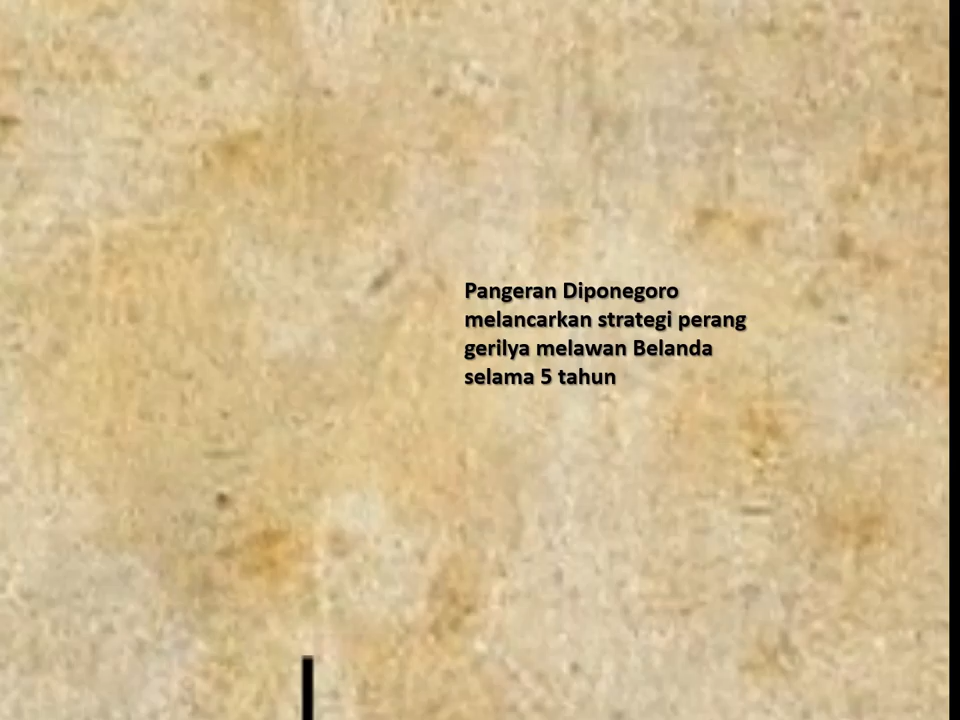 Pangeran Diponegoro
melancarkan strategi perang
gerilya melawan Belanda
selama 5 tahun